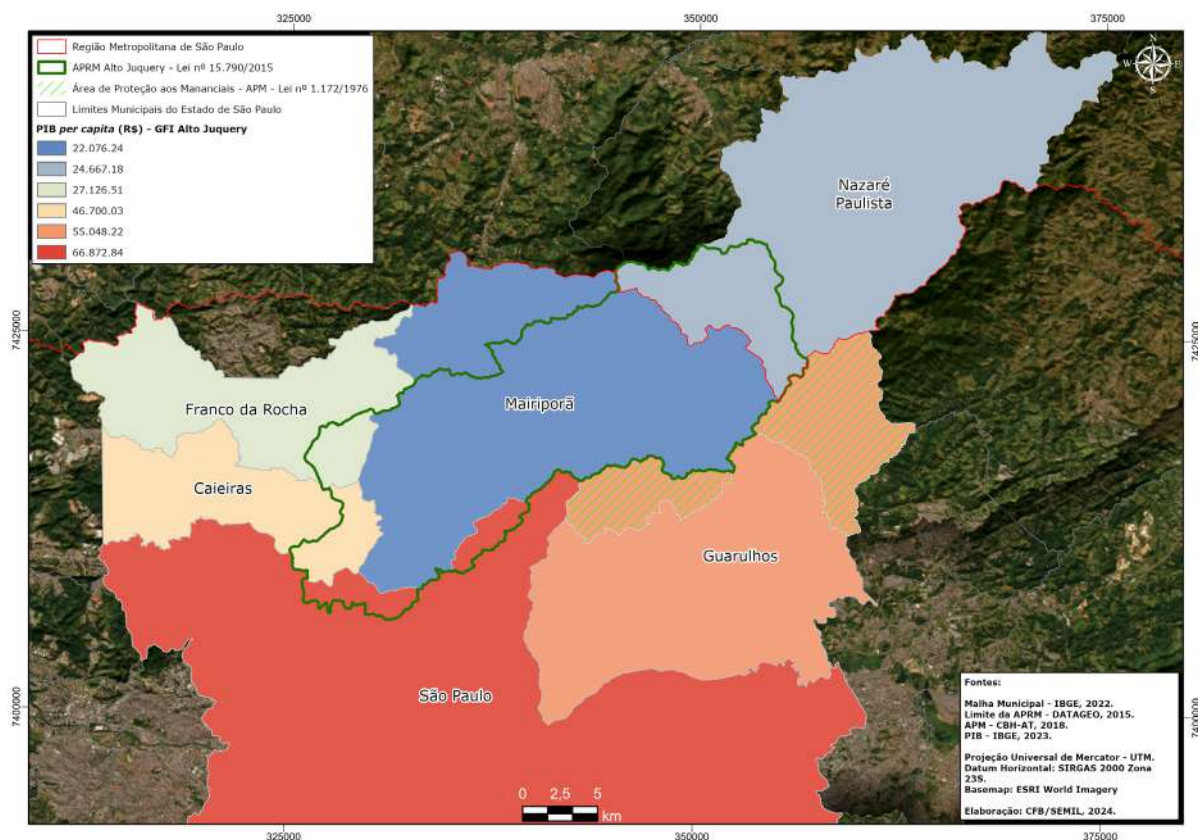 325000
350000
375000
Região Metropolitana de São Paulo
APRM Alto Juquery - Lei nº 15.790/2015
Área de Proteção aos Mananciais - APM - Lei nº 1.172/1976
Limites Municipais do Estado de São Paulo
PIB per capita (R$) - GFI Alto Juquery
22.076.24
24.667.18
27.126.51
46.700.03
55.048.22
66.872.84
N
W
E
S
Nazaré
Paulista
7425000
7425000
Mairiporã
Franco da Rocha
Caieiras
Guarulhos
São Paulo
7400000
7400000
Fontes:
Malha Municipal - IBGE, 2022.
Limite da APRM - DATAGEO, 2015.
APM - CBH-AT, 2018.
PIB - IBGE, 2023.
Projeção Universal de Mercator - UTM.
Datum Horizontal: SIRGAS 2000 Zona
23S.
Basemap: ESRI World Imagery
Elaboração: CFB/SEMIL, 2024.
0 2,5 5
km
325000
350000
375000